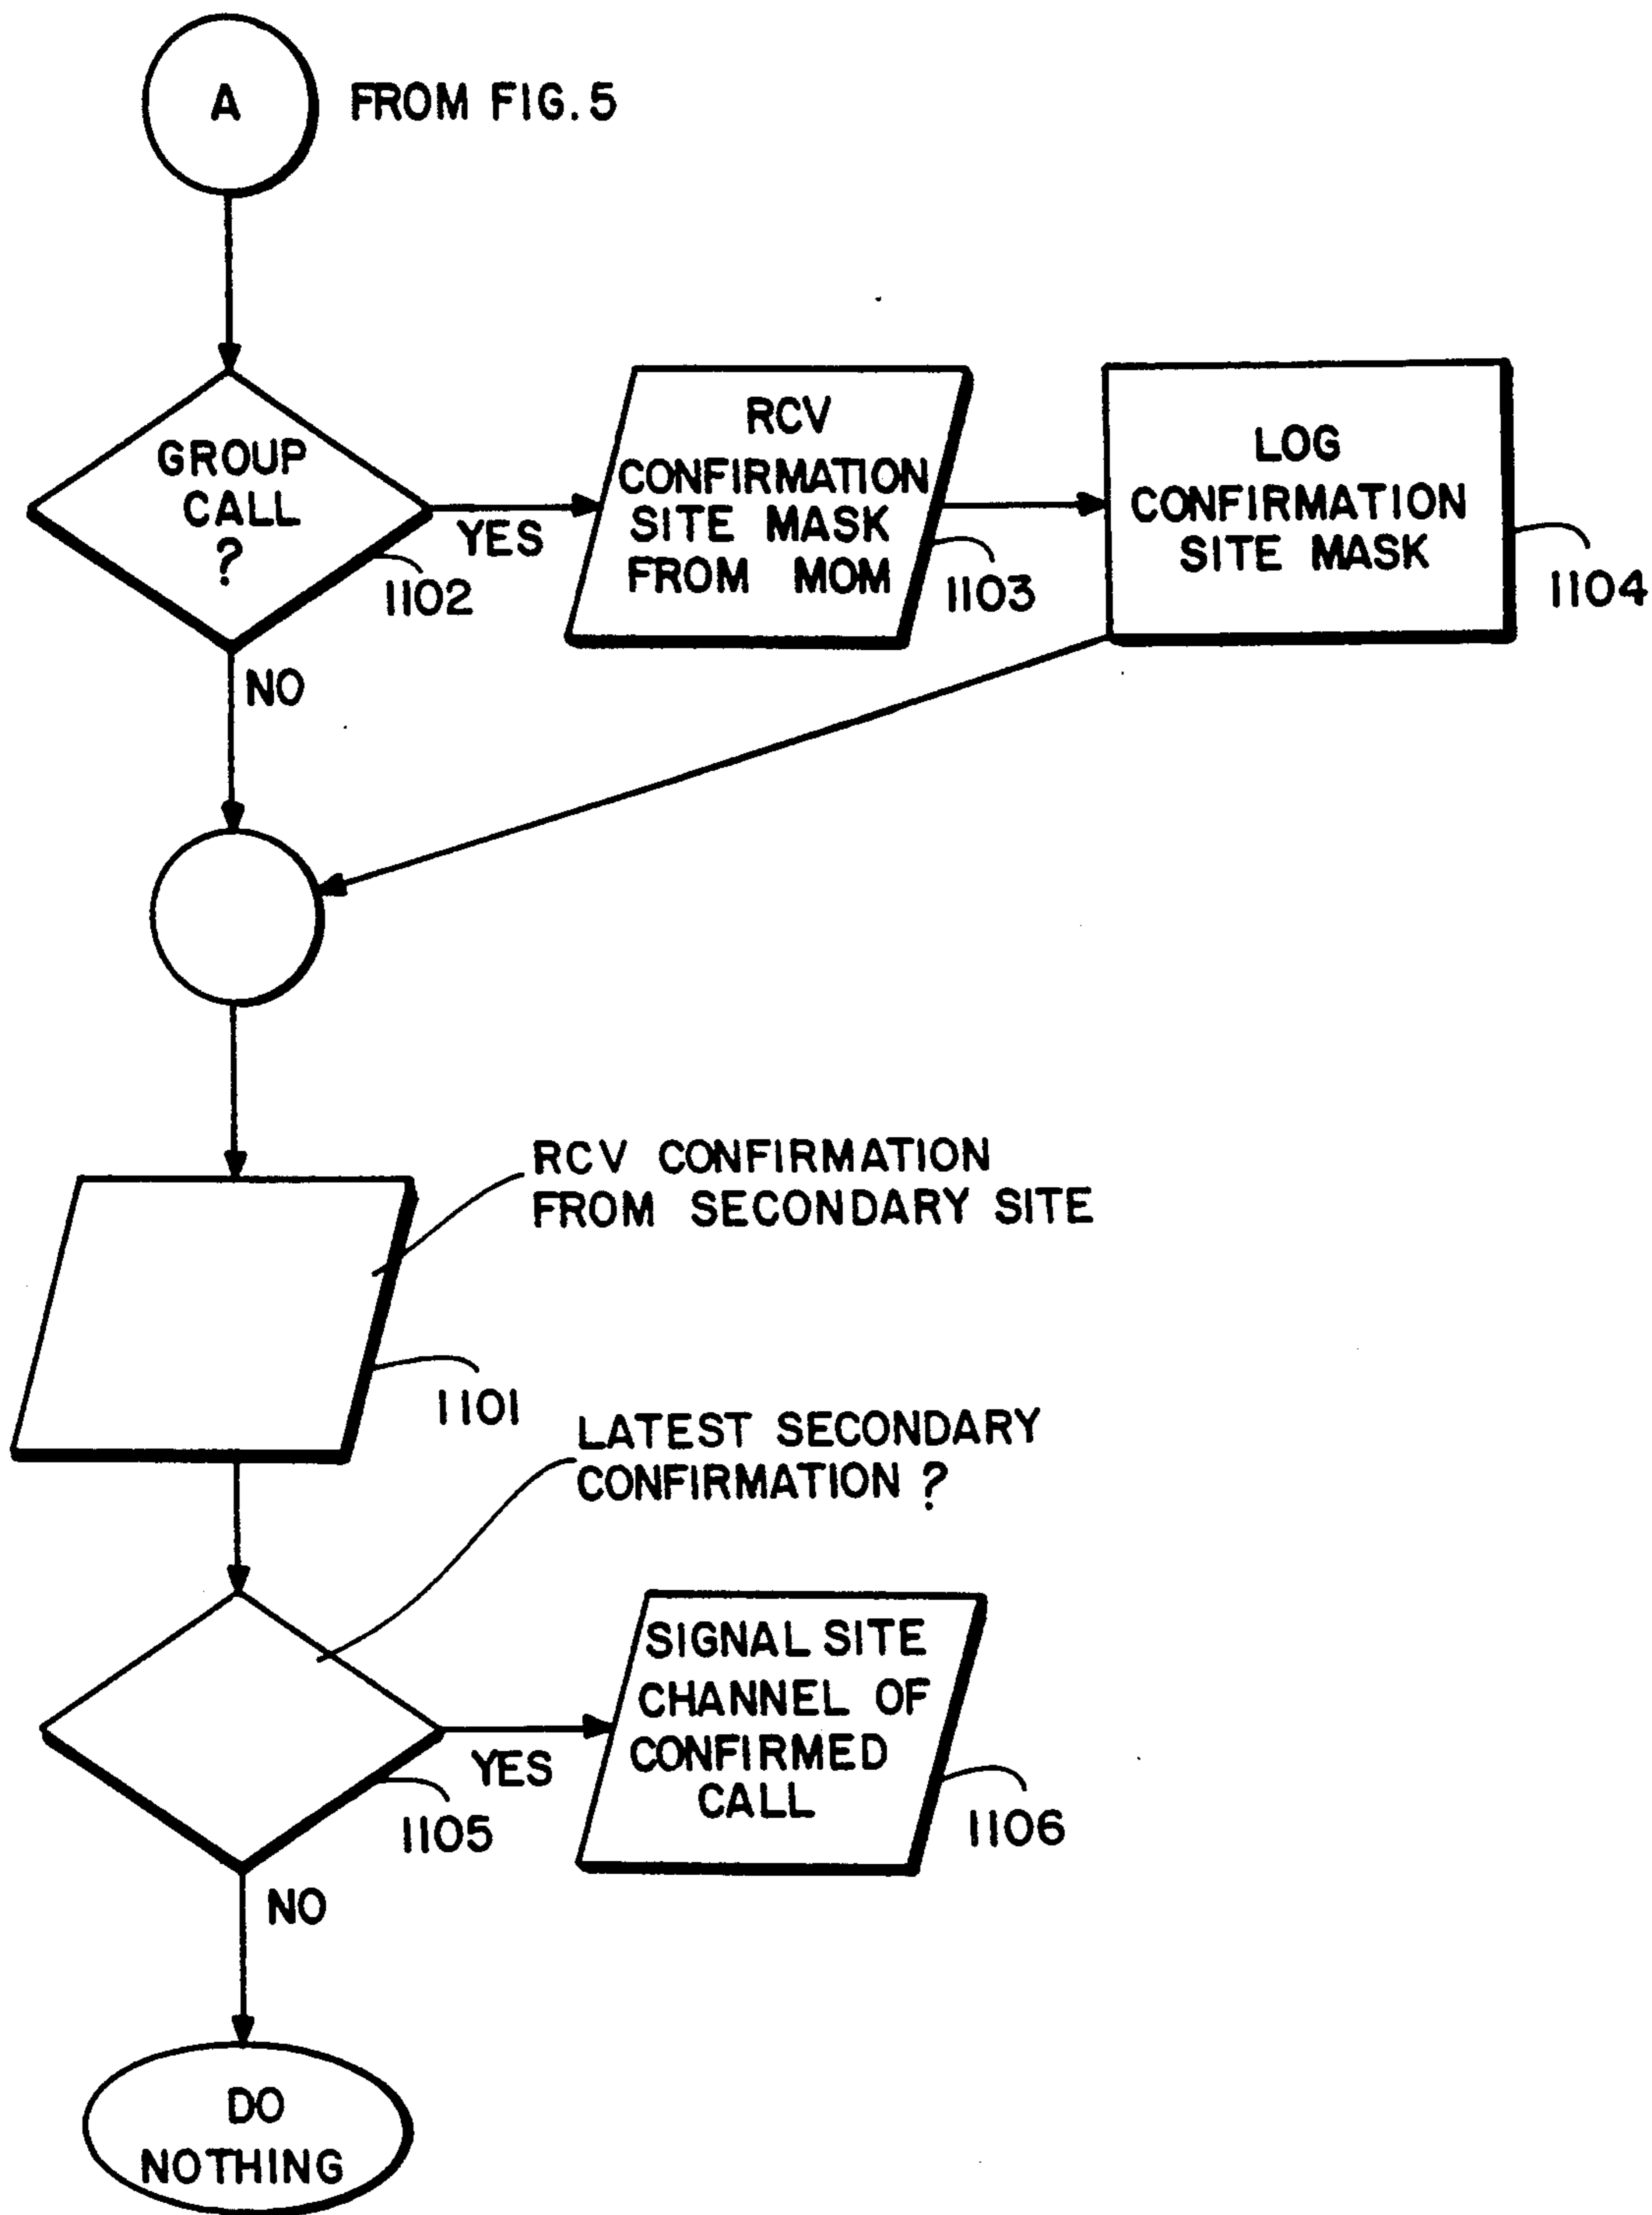 A
FROM FIG. 5
GROUP
CALL
?
1102
YES
RCV
CONFIRMATION
SITE MASK
FROM MOM
1103
LOG
CONFIRMATION
SITE MASK
1104
NO
RCV CONFIRMATION
FROM SECONDARY SITE
1101
LATEST SECONDARY
CONFIRMATION ?
1105
YES
SIGNAL SITE
CHANNEL OF
CONFIRMED
CALL
1106
NO
DO
NOTHING